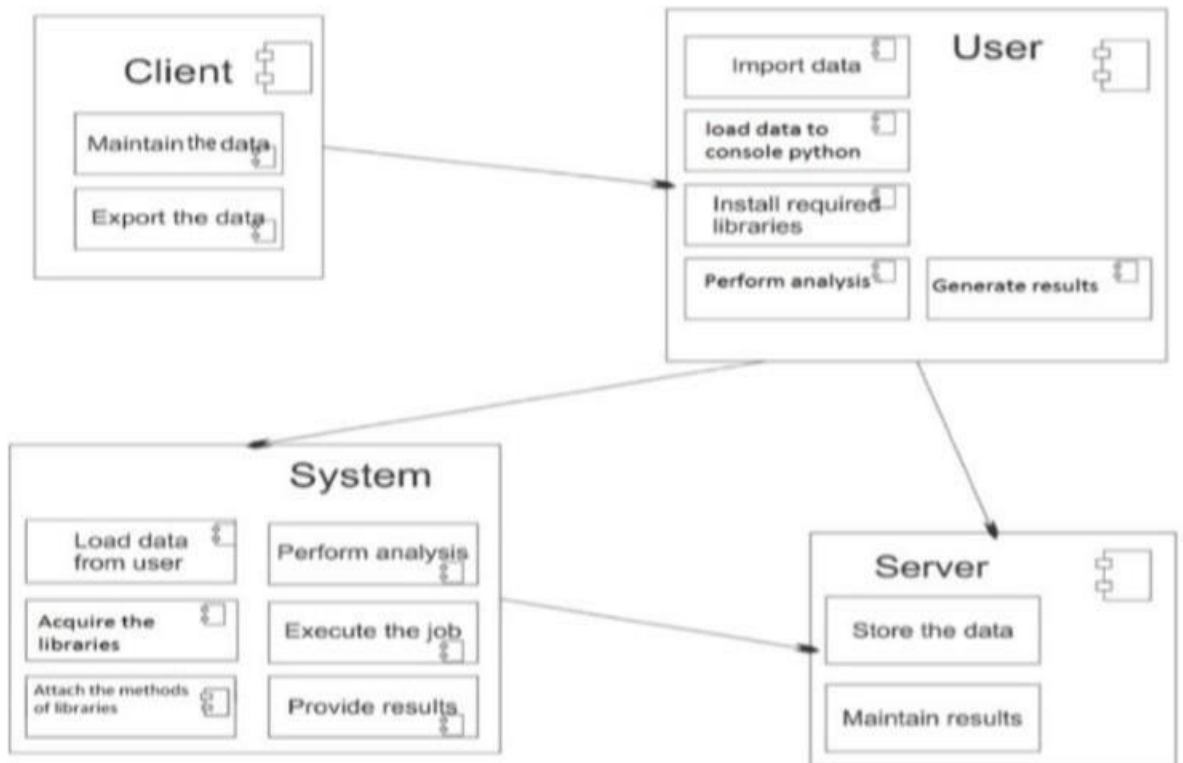 Client
Maintain the data
Export the data
User
Import data
load data to
console python
Install required
libraries
Perform analysis
Generate results
System
Load data
from user
Acquire the
libraries
Attach the methods
of libraries
Perform analysis
Execute the job
Provide results
Server
Store the data
Maintain results